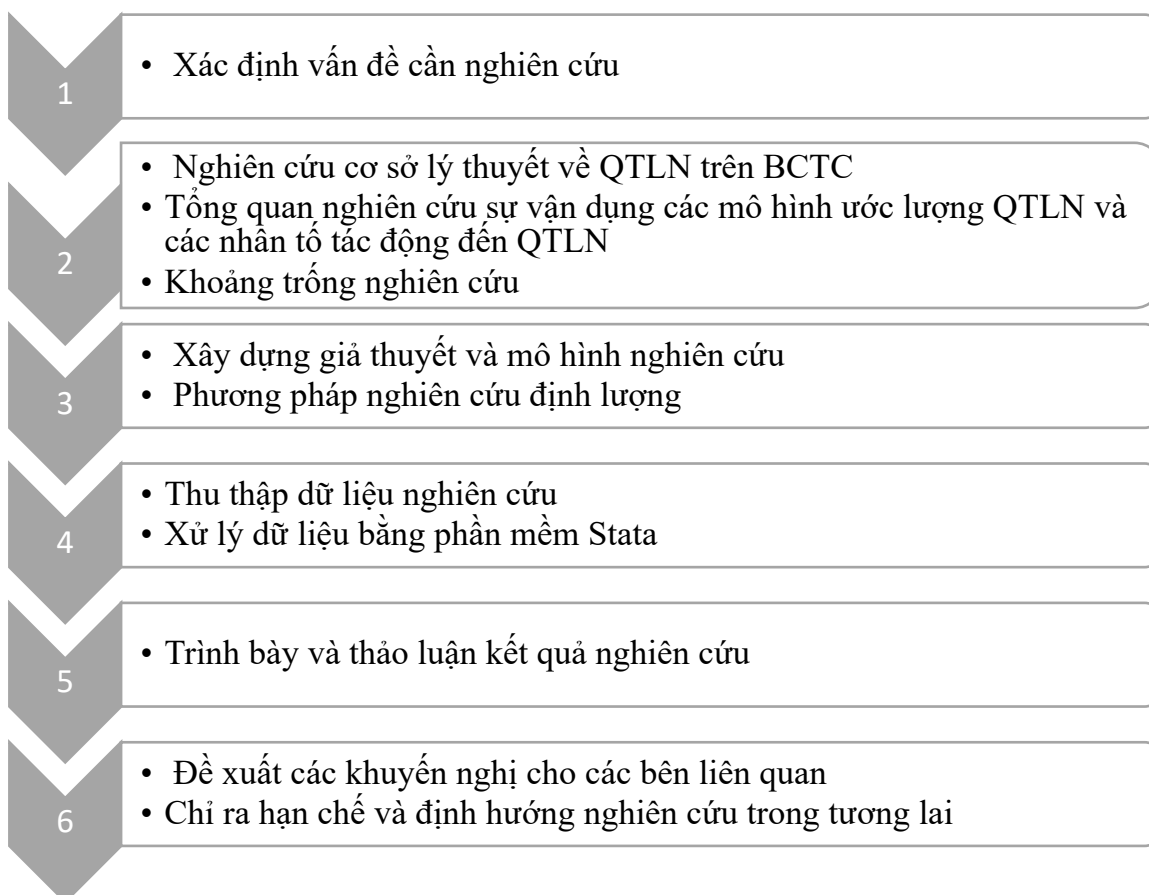 1
• Xác định vấn đề cần nghiên cứu
2
• Nghiên cứu cơ sở lý thuyết về QTLN trên BCTC
• Tổng quan nghiên cứu sự vận dụng các mô hình ước lượng QTLN và
các nhân tố tác động đến QTLN
• Khoảng trống nghiên cứu
3
• Xây dựng giả thuyết và mô hình nghiên cứu
• Phương pháp nghiên cứu định lượng
4
• Thu thập dữ liệu nghiên cứu
• Xử lý dữ liệu bằng phần mềm Stata
5
• Trình bày và thảo luận kết quả nghiên cứu
6
• Đề xuất các khuyến nghị cho các bên liên quan
• Chỉ ra hạn chế và định hướng nghiên cứu trong tương lai